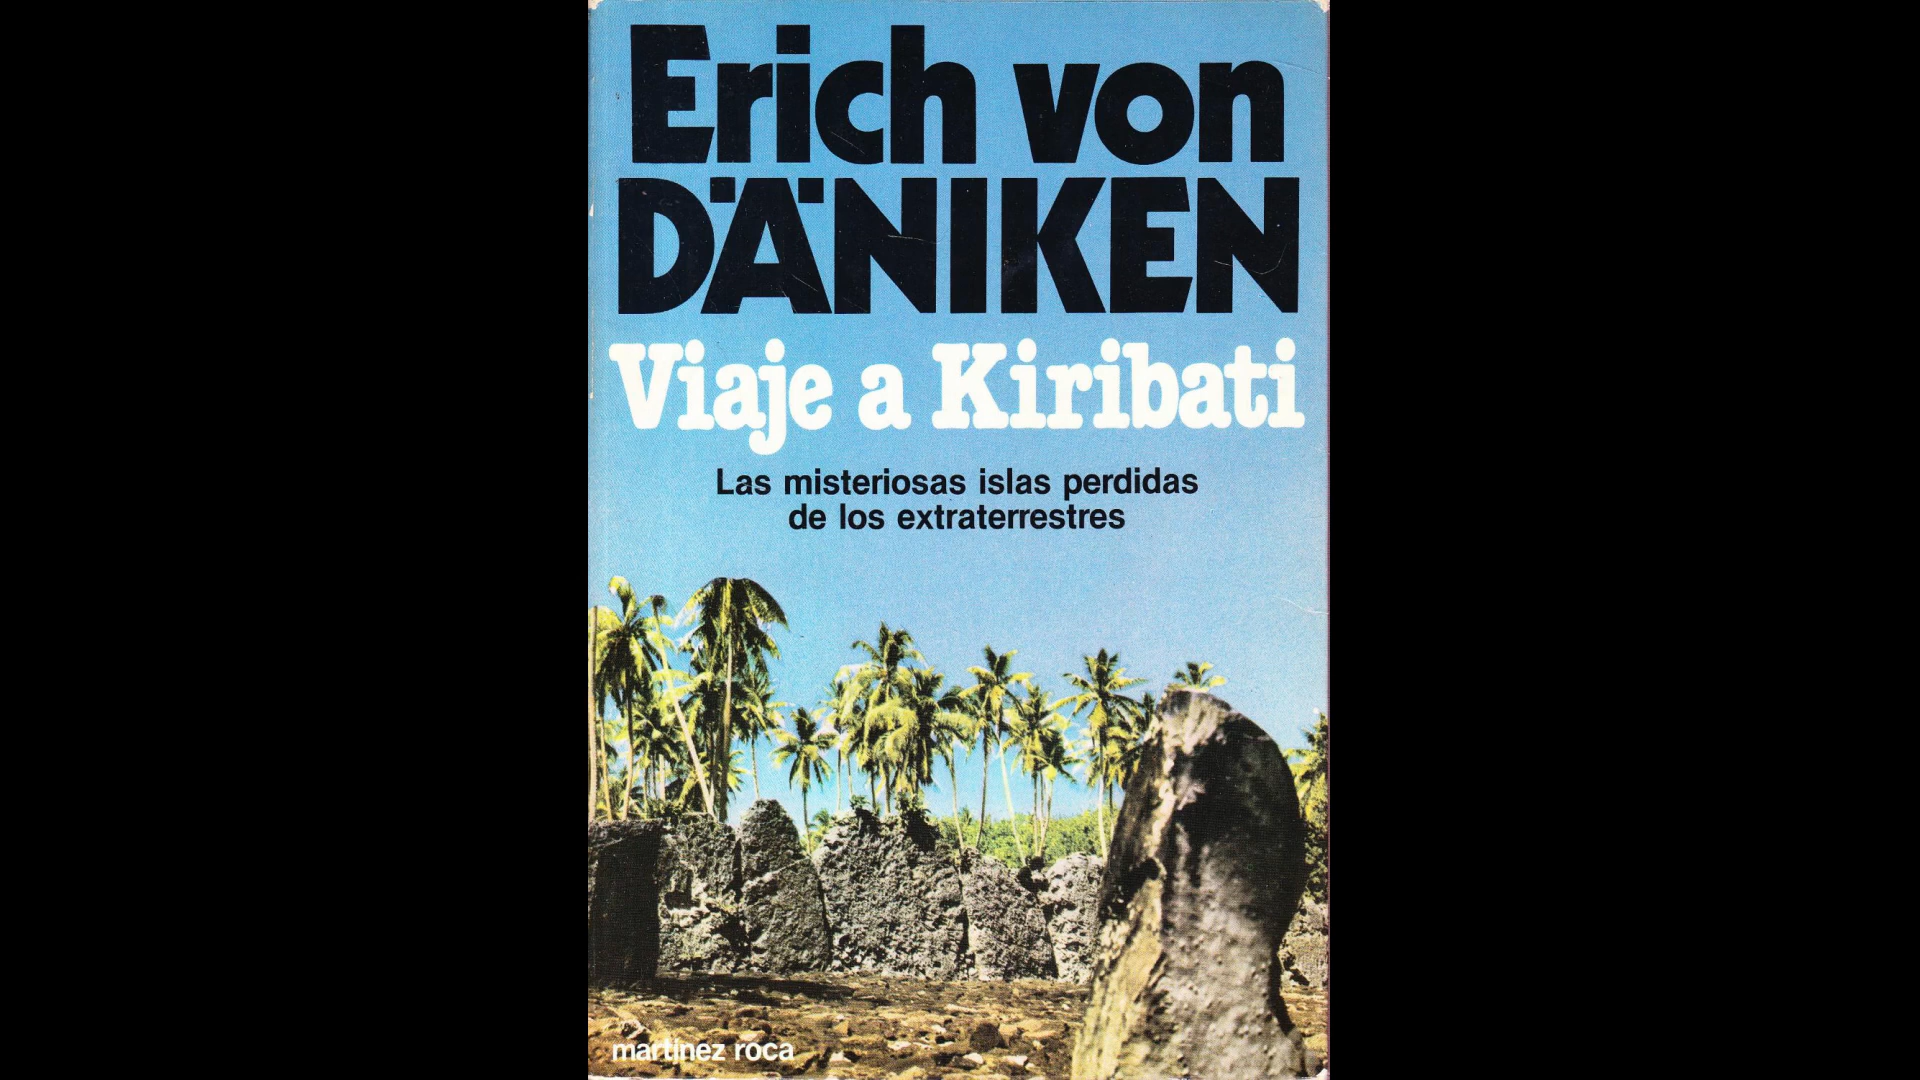 Erich von
DÄNIKEN
Viaje a Kiribati
Las misteriosas islas perdidas
de los extraterrestres
martínez roca